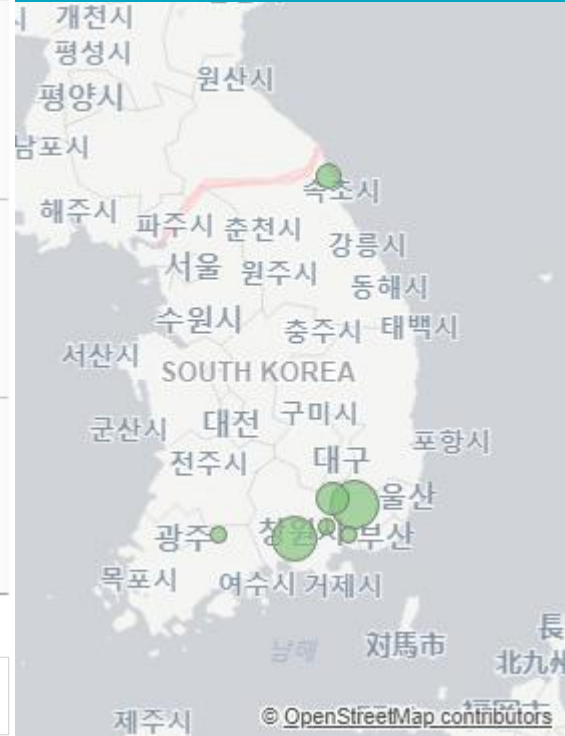 개천시
평성시
원산시
평양시
남포시
속초시
해주시
파주시
춘천시
강릉시
서울
원주시
동해시
수원시
충주시
태백시
서산시
SOUTH KOREA
군산시
대전
구미시
포항시
전주시
대구
울산
광주
창원시
부산
목포시
여수시
거제시
남해
対馬市
長
北九州
제주시
© OpenStreetMap contributors